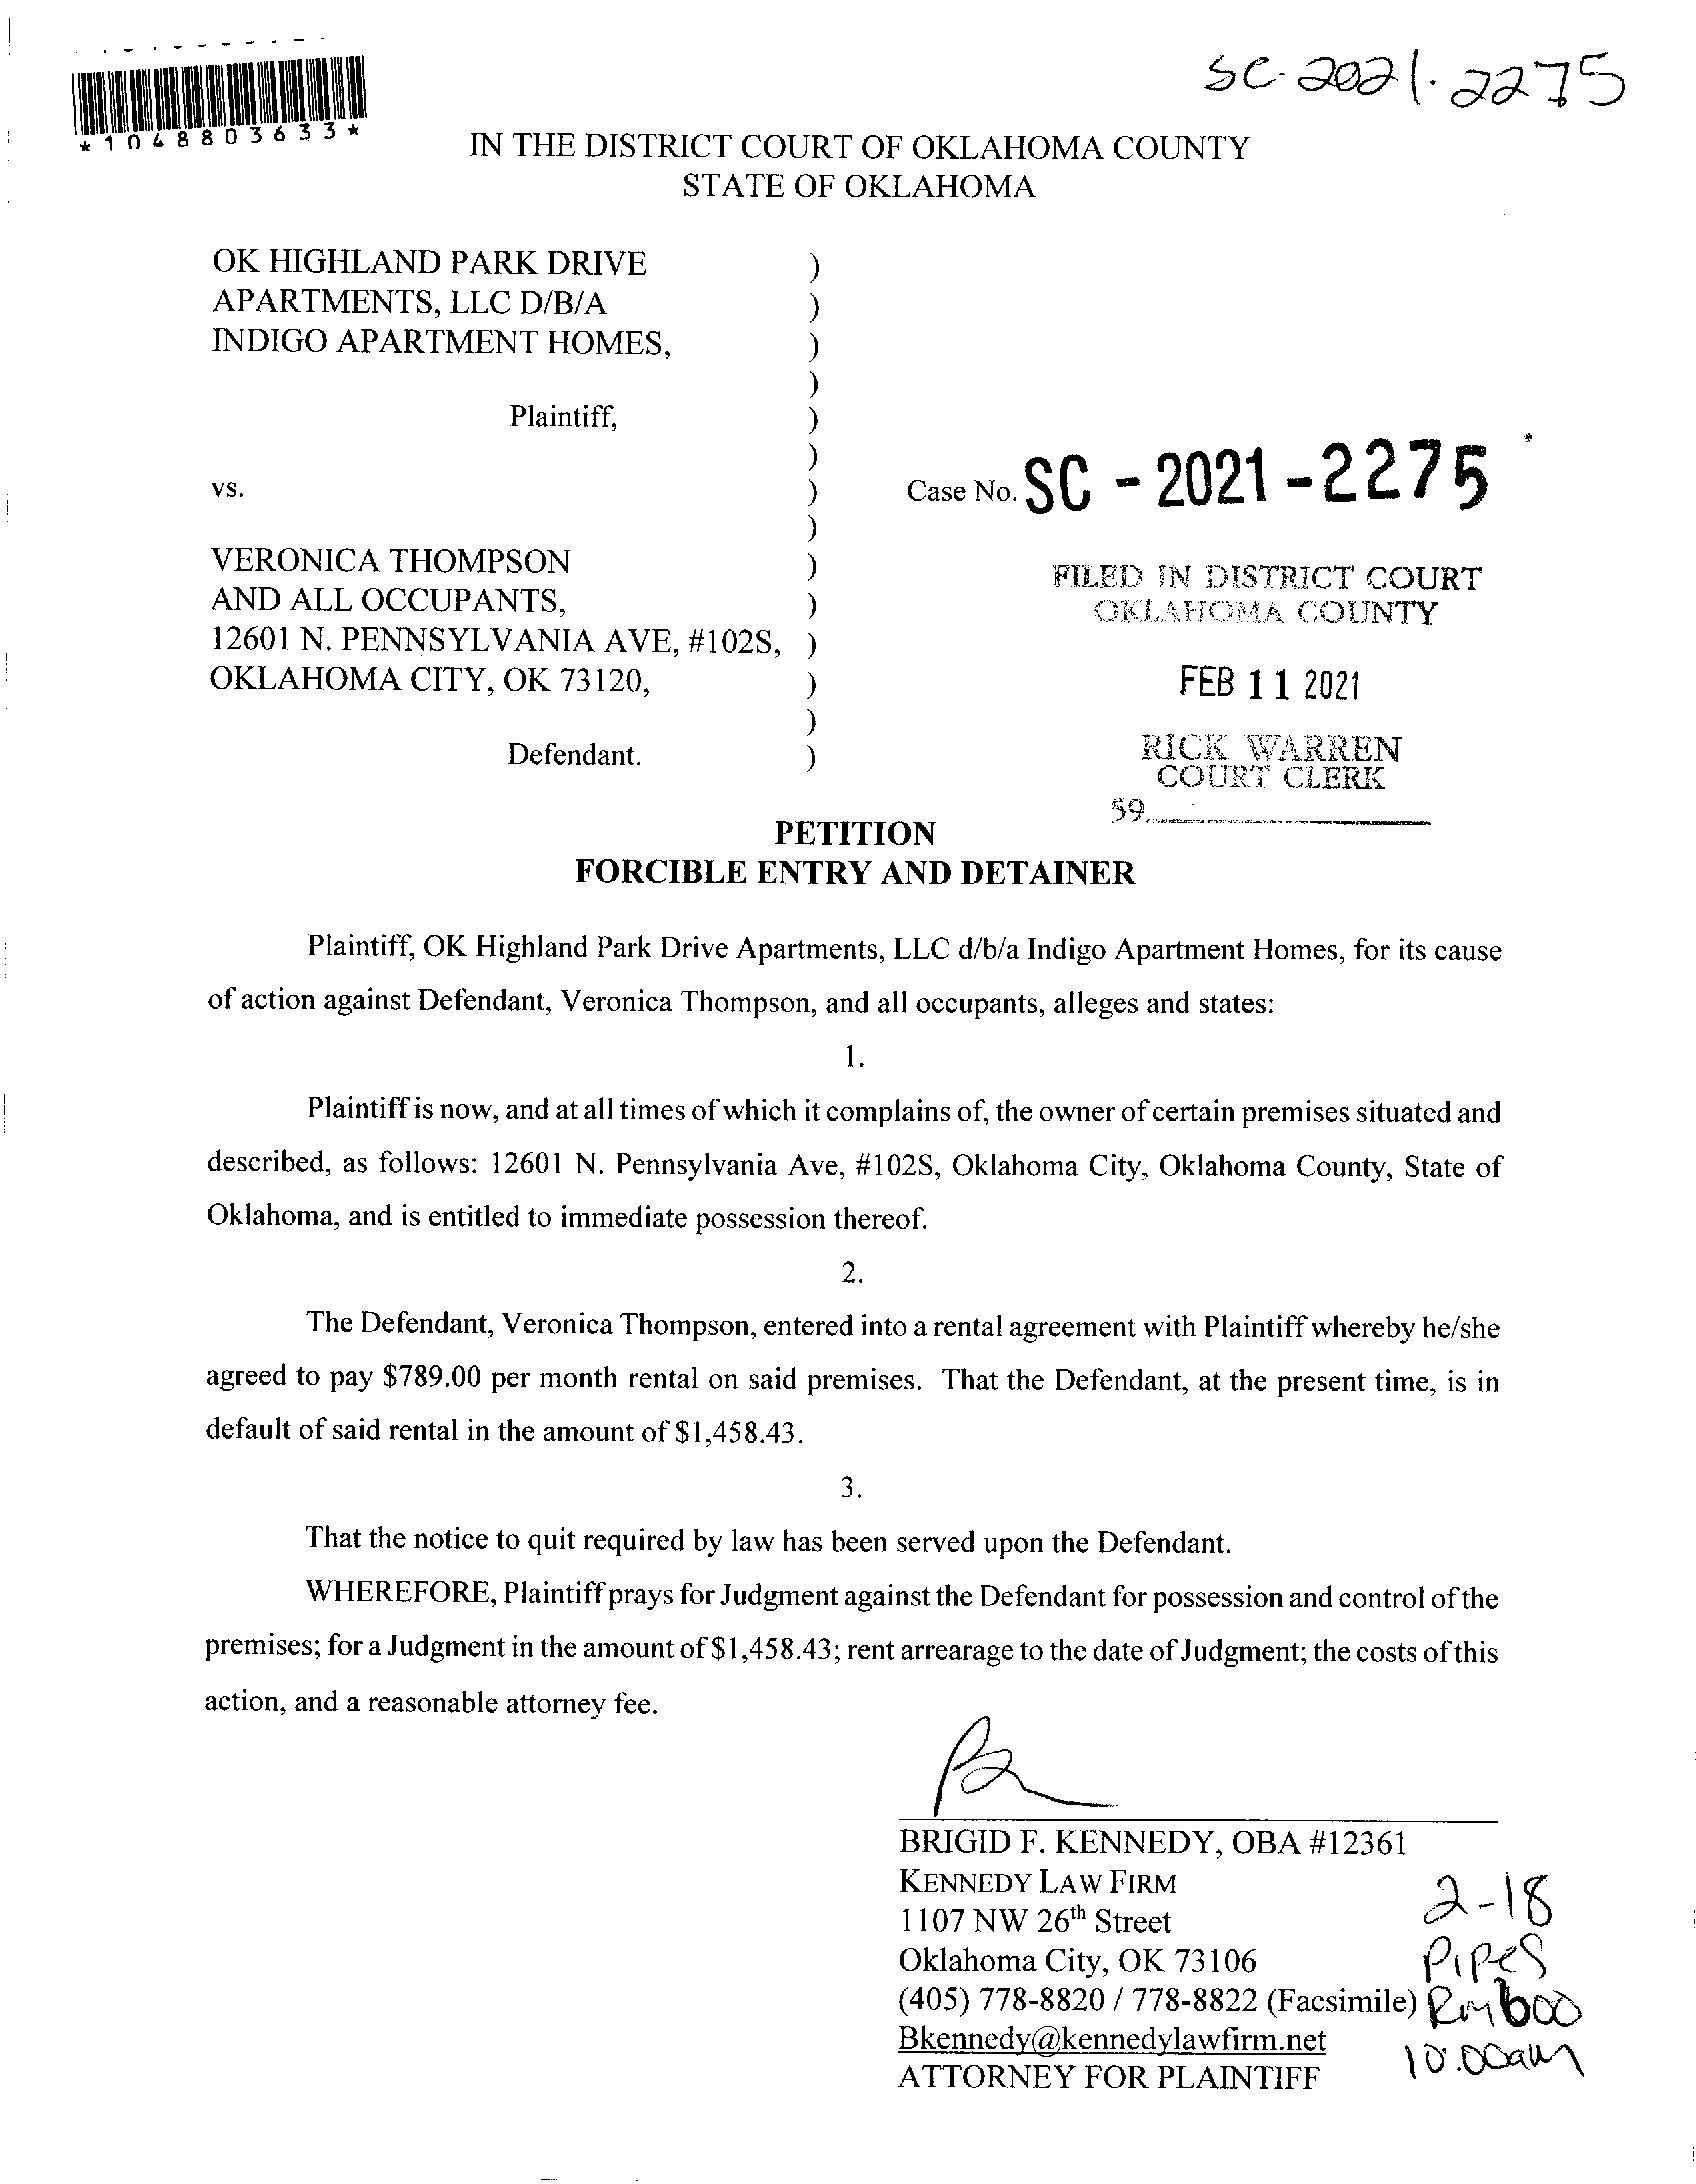 SC-2021-2275
*1048803633*
IN THE DISTRICT COURT OF OKLAHOMA COUNTY
STATE OF OKLAHOMA
OK HIGHLAND PARK DRIVE )
APARTMENTS, LLC D/B/A )
INDIGO APARTMENT HOMES, )
)
Plaintiff, )
)
vs. ) Case No. SC - 2021 - 2275
)
VERONICA THOMPSON )
AND ALL OCCUPANTS, )
12601 N. PENNSYLVANIA AVE, #102S, )
OKLAHOMA CITY, OK 73120, )
)
Defendant. )
FILED IN DISTRICT COURT
OKLAHOMA COUNTY
FEB 11 2021
RICK WARREN
COURT CLERK
59
PETITION
FORCIBLE ENTRY AND DETAINER
Plaintiff, OK Highland Park Drive Apartments, LLC d/b/a Indigo Apartment Homes, for its cause
of action against Defendant, Veronica Thompson, and all occupants, alleges and states:
1.
Plaintiff is now, and at all times of which it complains of, the owner of certain premises situated and
described, as follows: 12601 N. Pennsylvania Ave, #102S, Oklahoma City, Oklahoma County, State of
Oklahoma, and is entitled to immediate possession thereof.
2.
The Defendant, Veronica Thompson, entered into a rental agreement with Plaintiff whereby he/she
agreed to pay $789.00 per month rental on said premises. That the Defendant, at the present time, is in
default of said rental in the amount of $1,458.43.
3.
That the notice to quit required by law has been served upon the Defendant.
WHEREFORE, Plaintiff prays for Judgment against the Defendant for possession and control of the
premises; for a Judgment in the amount of $1,458.43; rent arrearage to the date of Judgment; the costs of this
action, and a reasonable attorney fee.
BRIGID F. KENNEDY, OBA #12361
KENNEDY LAW FIRM
1107 NW 26th Street
Oklahoma City, OK 73106
(405) 778-8820 / 778-8822 (Facsimile)
Bkennedy@kennedylawfirm.net
ATTORNEY FOR PLAINTIFF
2-18
Pipes
Rm 600
10:00am